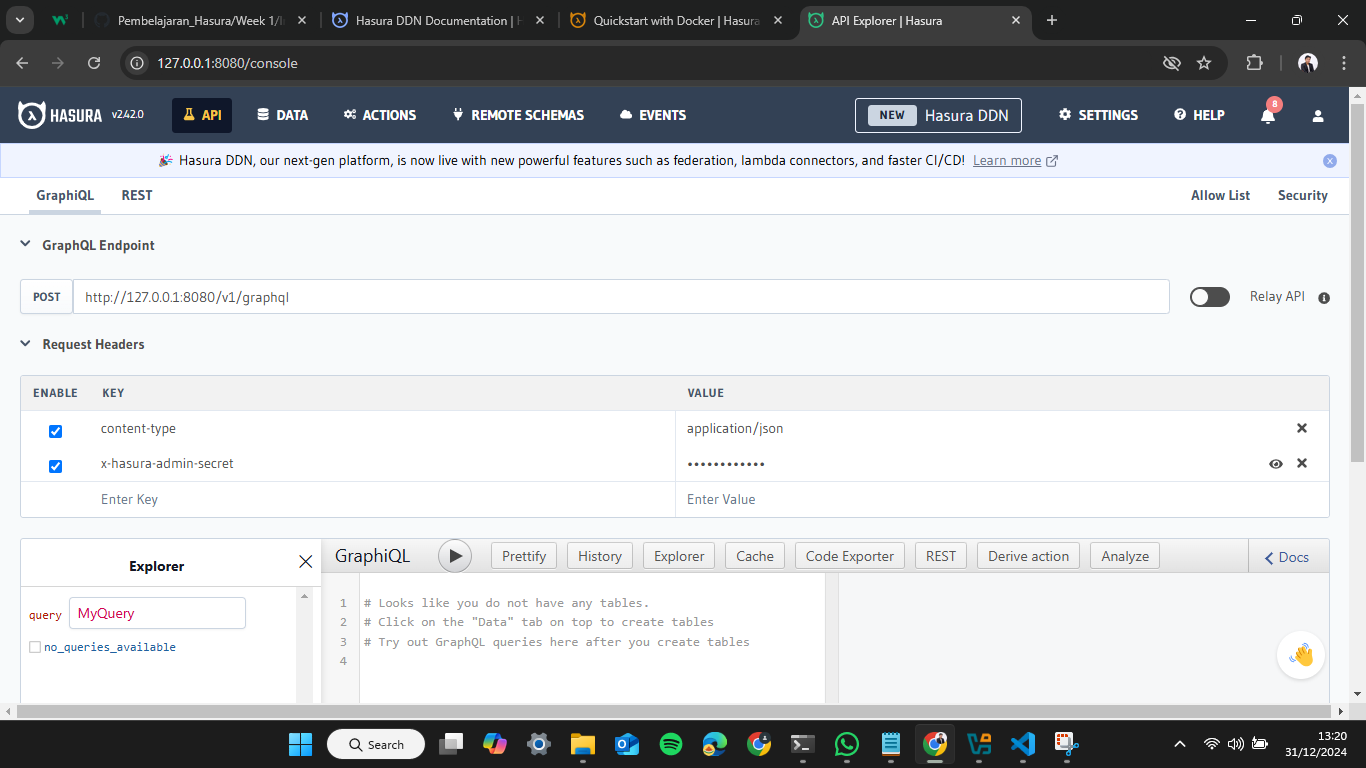 Pembelajaran_Hasura/Week 1/I
Hasura DDN Documentation | H
Quickstart with Docker | Hasura
API Explorer | Hasura
127.0.0.1:8080/console
HASURA v2.42.0 API DATA ACTIONS REMOTE SCHEMAS EVENTS NEW Hasura DDN SETTINGS HELP 8
Hasura DDN, our next-gen platform, is now live with new powerful features such as federation, lambda connectors, and faster CI/CD! Learn more
GraphiQL REST Allow List Security
GraphQL Endpoint
POST http://127.0.0.1:8080/v1/graphql Relay API
Request Headers
ENABLE KEY VALUE
content-type application/json
x-hasura-admin-secret ••••••••••••
Enter Key Enter Value
Explorer
GraphiQL Prettify History Explorer Cache Code Exporter REST Derive action Analyze Docs
query MyQuery
no_queries_available
1 # Looks like you do not have any tables.
2 # Click on the "Data" tab on top to create tables
3 # Try out GraphQL queries here after you create tables
4
Search
13:20
31/12/2024